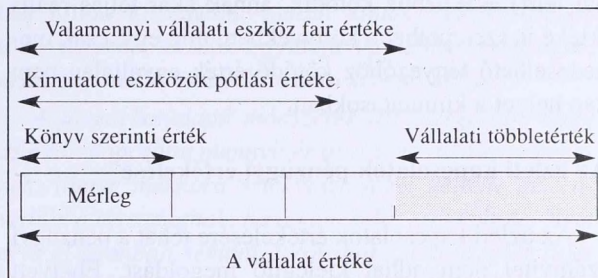 Valamennyi vállalati eszköz fair értéke
Kimutatott eszközök pótlási értéke
Könyv szerinti érték
Vállalati többletérték
Mérleg
A vállalat értéke